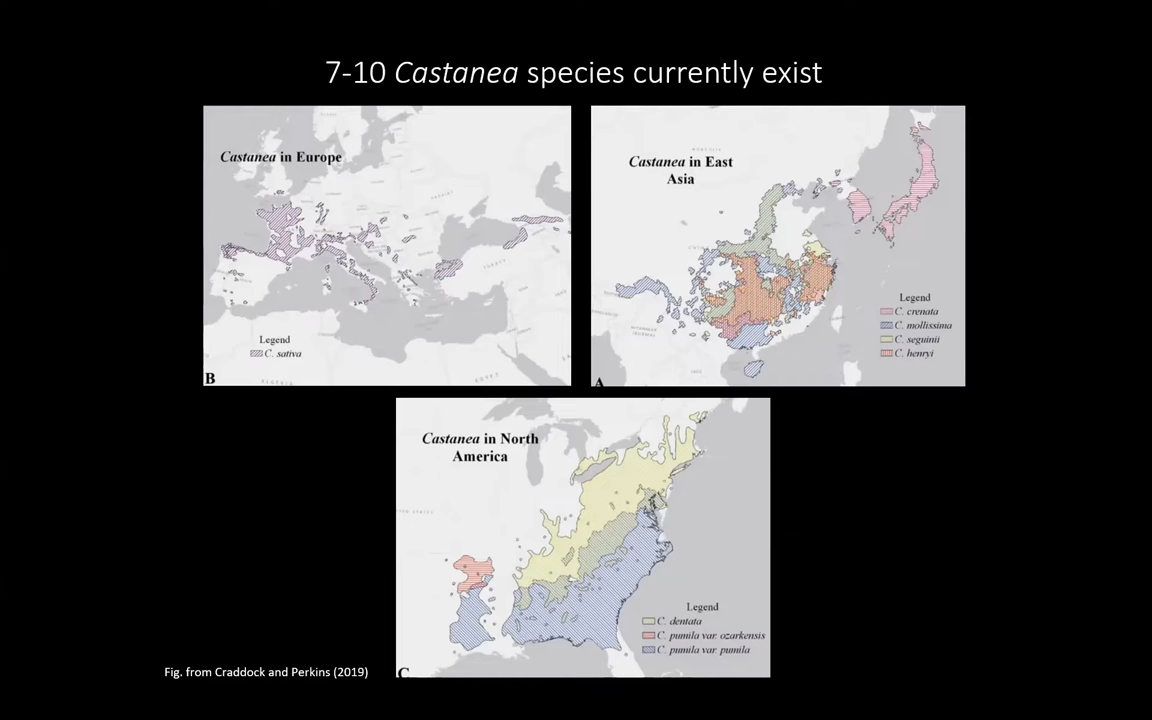 7-10 Castanea species currently exist
Castanea in Europe
Legend
C. sativa
B
Castanea in East
Asia
Legend
C. crenata
C. mollissima
C. seguinii
C. henryi
A
Castanea in North
America
Legend
C. dentata
C. pumila var. ozarkensis
C. pumila var. pumila
C
Fig. from Craddock and Perkins (2019)